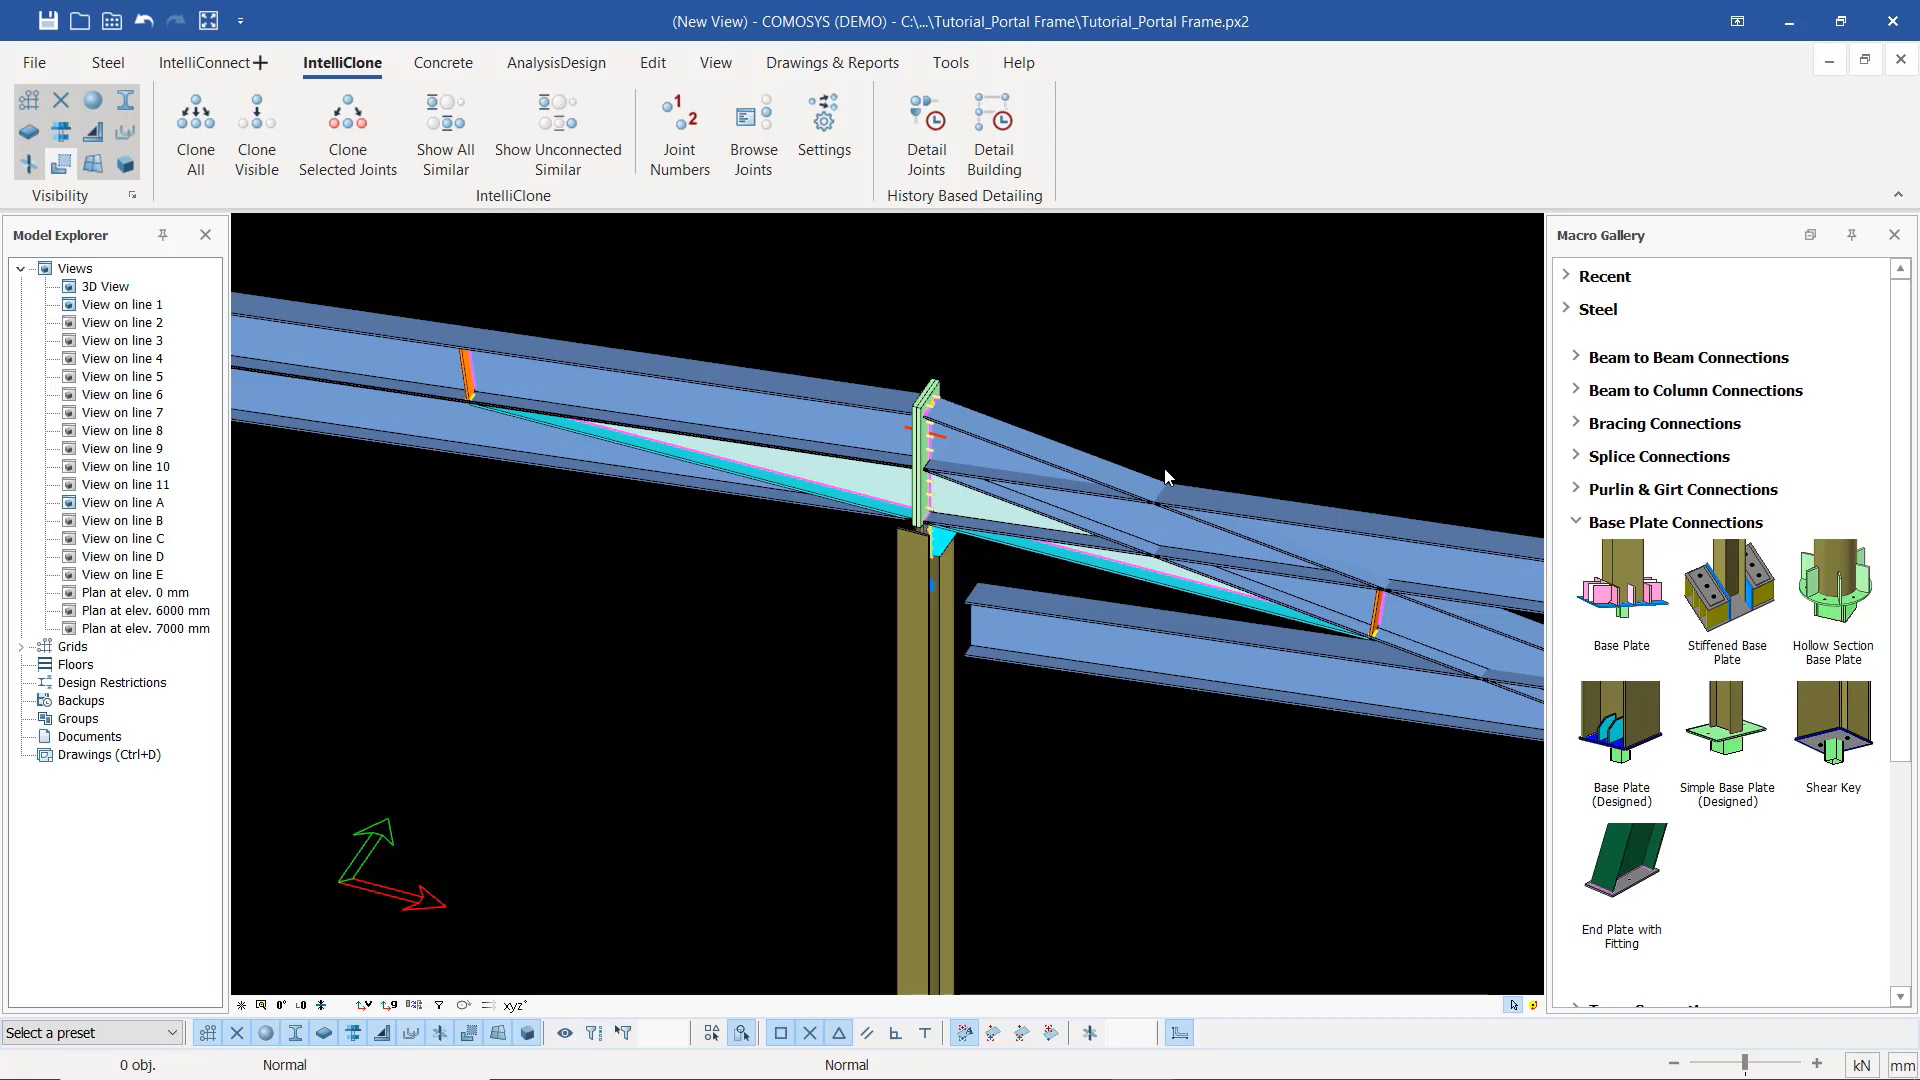 (New View) - COMOSYS (DEMO) - C:\...\Tutorial_Portal Frame\Tutorial_Portal Frame.px2
File Steel IntelliConnect+ IntelliClone Concrete AnalysisDesign Edit View Drawings & Reports Tools Help
Clone All
Clone Visible
Clone Selected Joints
Show All Similar
Show Unconnected Similar
Joint Numbers
Browse Joints
Settings
Detail Joints
Detail Building
Visibility IntelliClone History Based Detailing
Model Explorer
Views
3D View
View on line 1
View on line 2
View on line 3
View on line 4
View on line 5
View on line 6
View on line 7
View on line 8
View on line 9
View on line 10
View on line 11
View on line A
View on line B
View on line C
View on line D
View on line E
Plan at elev. 0 mm
Plan at elev. 6000 mm
Plan at elev. 7000 mm
Grids
Floors
Design Restrictions
Backups
Groups
Documents
Drawings (Ctrl+D)
Macro Gallery
Recent
Steel
Beam to Beam Connections
Beam to Column Connections
Bracing Connections
Splice Connections
Purlin & Girt Connections
Base Plate Connections
Base Plate
Stiffened Base Plate
Hollow Section Base Plate
Base Plate (Designed)
Simple Base Plate (Designed)
Shear Key
End Plate with Fitting
xyz
Select a preset
0 obj. Normal Normal kN mm